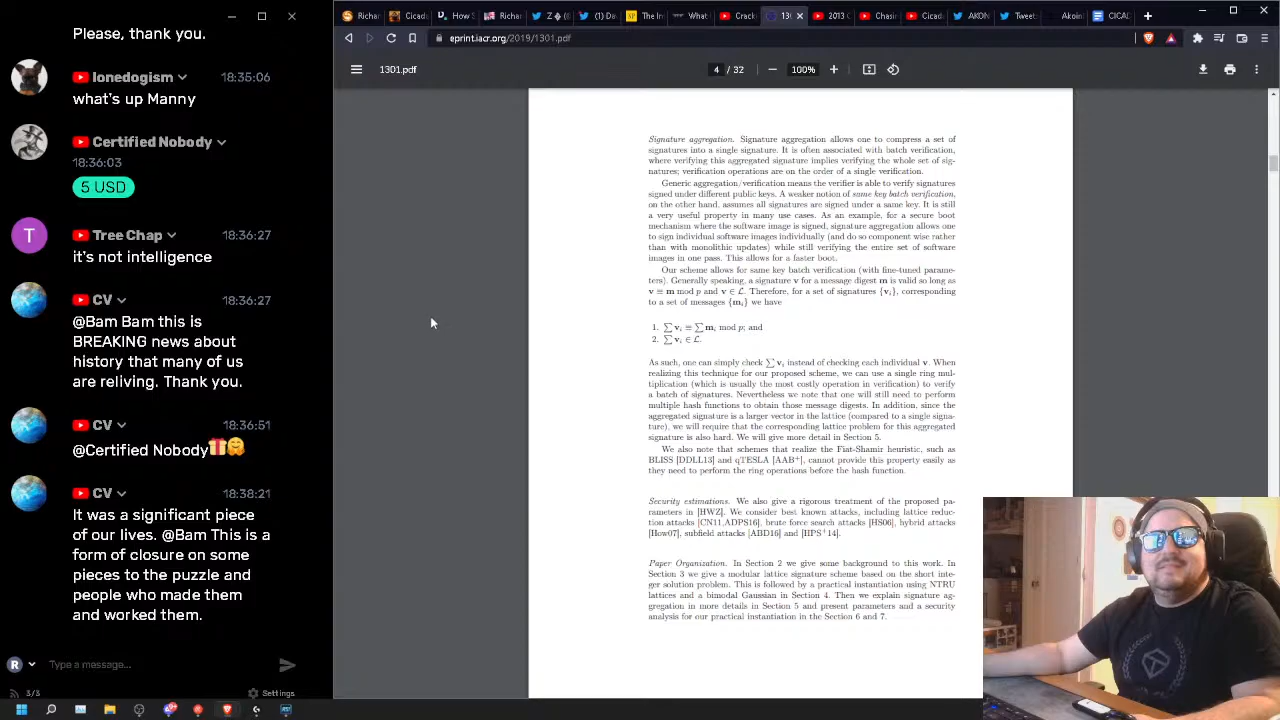 Please, thank you.
lonedogism 18:35:06
what's up Manny
Certified Nobody
18:36:03
5 USD
T
Tree Chap 18:36:27
it's not intelligence
CV 18:36:27
@Bam Bam this is
BREAKING news about
history that many of us
are reliving. Thank you.
CV 18:36:51
@Certified Nobody
CV 18:38:21
It was a significant piece
of our lives. @Bam This is a
form of closure on some
pieces to the puzzle and
people who made them
and worked them.
R Type a message...
3/3 Settings
Richar Cicad How S Richar Z (1) Da The In What Crack 130 2013 C Chasin Cicad AKON Tweet Akoin CICAD
eprint.iacr.org/2019/1301.pdf
1301.pdf 4 / 32 100%
Signature aggregation. Signature aggregation allows one to compress a set of
signatures into a single signature. It is often associated with batch verification,
where verifying this aggregated signature implies verifying the whole set of sig-
natures; verification operations are on the order of a single verification.
Generic aggregation/verification means the verifier is able to verify signatures
signed under different public keys. A weaker notion of same key batch verification,
on the other hand, assumes all signatures are signed under a same key. It is still
a very useful property in many use cases. As an example, for a secure boot
mechanism where the software image is signed, signature aggregation allows one
to sign individual software images individually (and do so component wise rather
than with monolithic updates) while still verifying the entire set of software
images in one pass. This allows for a faster boot.
Our scheme allows for same key batch verification (with fine-tuned parame-
ters). Generally speaking, a signature v for a message digest m is valid so long as
v ≡ m mod p and v ∈ ℒ. Therefore, for a set of signatures {vᵢ}, corresponding
to a set of messages {mᵢ} we have
1. ∑ vᵢ ≡ ∑ mᵢ mod p; and
2. ∑ vᵢ ∈ ℒ.
As such, one can simply check ∑ vᵢ instead of checking each individual v. When
realizing this technique for our proposed scheme, we can use a single ring mul-
tiplication (which is usually the most costly operation in verification) to verify
a batch of signatures. Nevertheless we note that one will still need to perform
multiple hash functions to obtain those message digests. In addition, since the
aggregated signature is a larger vector in the lattice (compared to a single signa-
ture), we will require that the corresponding lattice problem for this aggregated
signature is also hard. We will give more detail in Section 5.
We also note that schemes that realize the Fiat-Shamir heuristic, such as
BLISS [DDLL13] and qTESLA [AAB⁺], cannot provide this property easily as
they need to perform the ring operations before the hash function.
Security estimations. We also give a rigorous treatment of the proposed pa-
rameters in [HWZ]. We consider best known attacks, including lattice reduc-
tion attacks [CN11,ADPS16], brute force search attacks [HS06], hybrid attacks
[How07], subfield attacks [ABD16] and [HPS⁺14].
Paper Organization. In Section 2 we give some background to this work. In
Section 3 we give a modular lattice signature scheme based on the short inte-
ger solution problem. This is followed by a practical instantiation using NTRU
lattices and a bimodal Gaussian in Section 4. Then we explain signature ag-
gregation in more details in Section 5 and present parameters and a security
analysis for our practical instantiation in the Section 6 and 7.